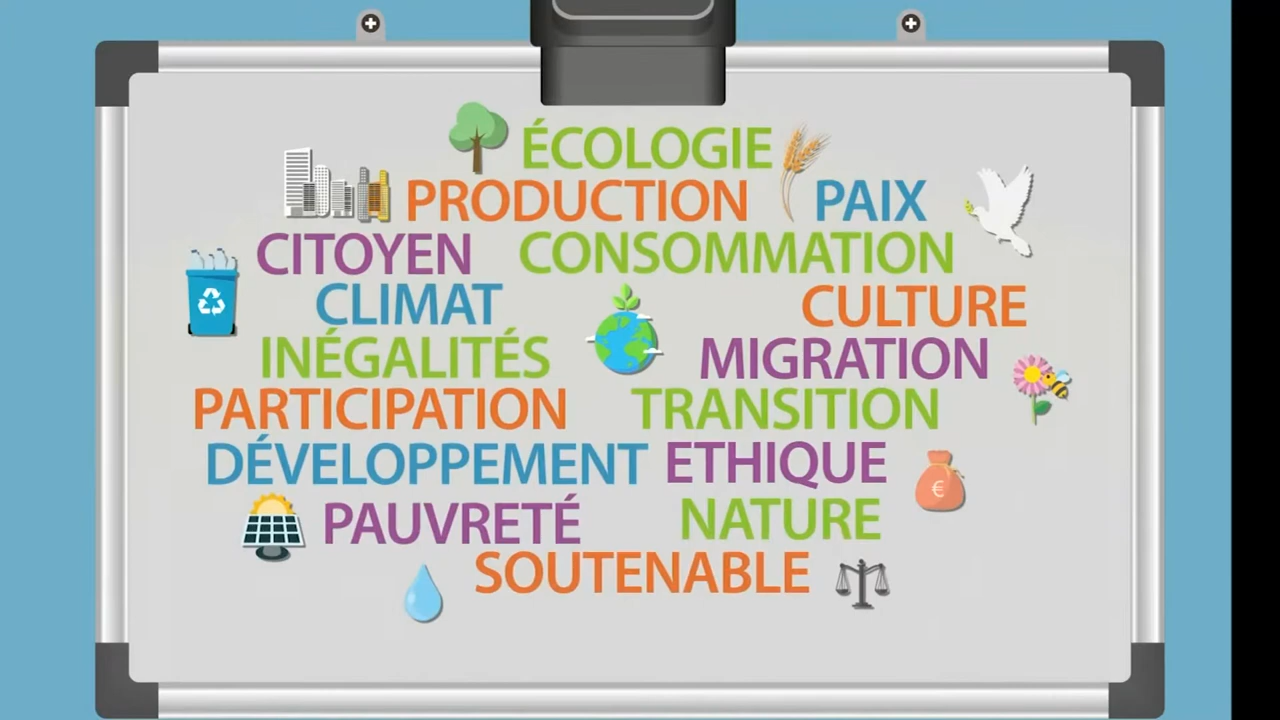 ÉCOLOGIE
PRODUCTION PAIX
CITOYEN CONSOMMATION
CLIMAT CULTURE
INÉGALITÉS MIGRATION
PARTICIPATION TRANSITION
DÉVELOPPEMENT ETHIQUE
€
PAUVRETÉ NATURE
SOUTENABLE